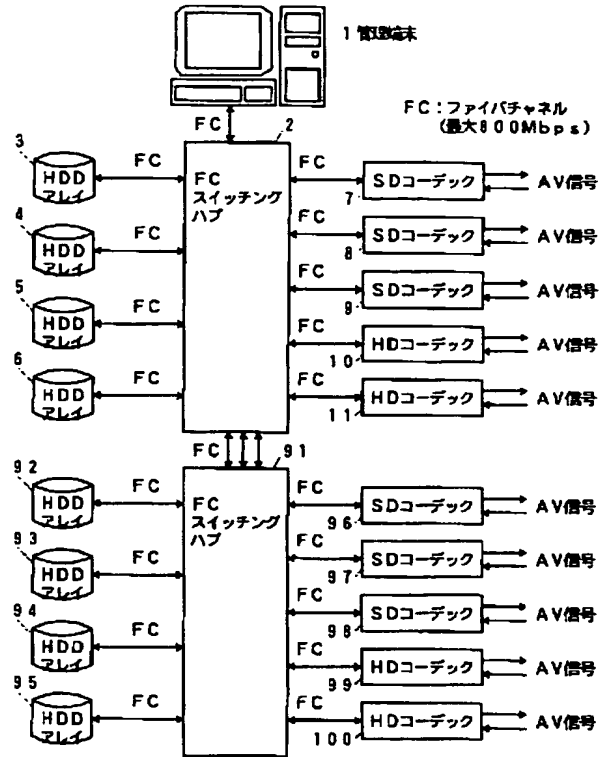 1 管理端末
FC:ファイバチャネル
(最大800Mbps)
FC
2
3
HDD
アレイ
FC
4
HDD
アレイ
FC
5
HDD
アレイ
FC
6
HDD
アレイ
FC
FC
スイッチング
ハブ
FC
7
SDコーデック
AV信号
FC
8
SDコーデック
AV信号
FC
9
SDコーデック
AV信号
FC
10
HDコーデック
AV信号
FC
11
HDコーデック
AV信号
FC
91
92
HDD
アレイ
FC
93
HDD
アレイ
FC
94
HDD
アレイ
FC
95
HDD
アレイ
FC
FC
スイッチング
ハブ
FC
96
SDコーデック
AV信号
FC
97
SDコーデック
AV信号
FC
98
SDコーデック
AV信号
FC
99
HDコーデック
AV信号
FC
100
HDコーデック
AV信号